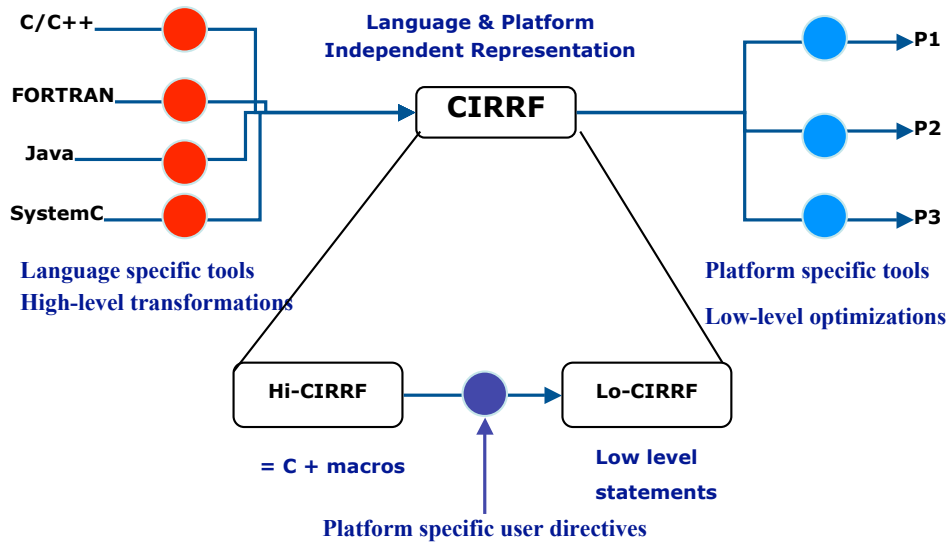 C/C++
Language & Platform
Independent Representation
P1
FORTRAN
CIRRF
P2
Java
SystemC
P3
Language specific tools
High-level transformations
Platform specific tools
Low-level optimizations
Hi-CIRRF
Lo-CIRRF
= C + macros
Low level
statements
Platform specific user directives